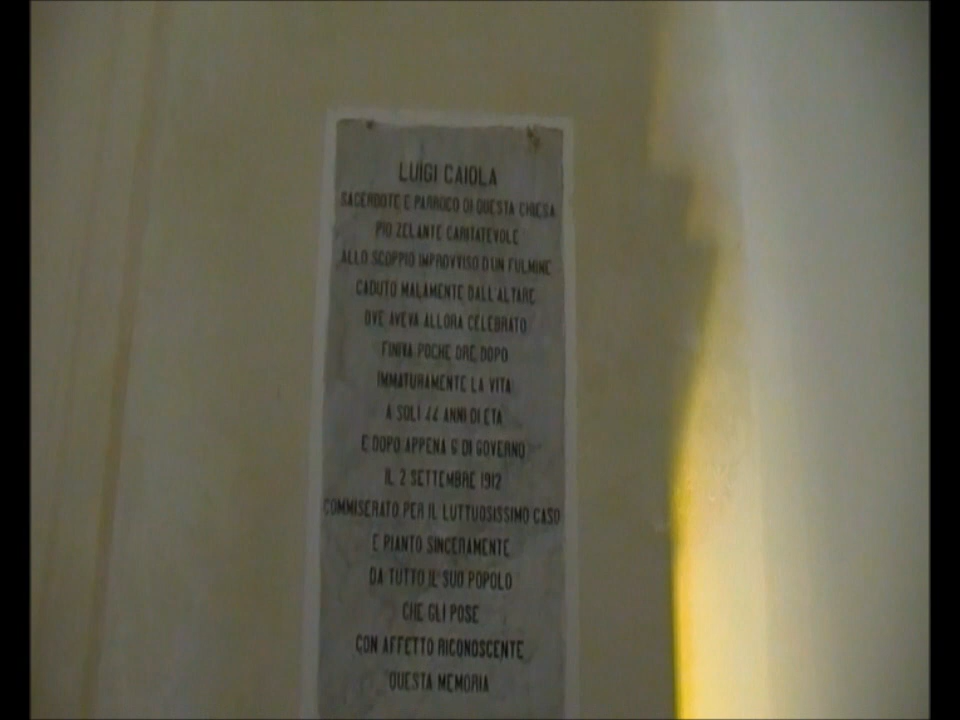 LUIGI CAIOLA
SACERDOTE E PARROCO DI QUESTA CHIESA
PIO ZELANTE CARITATEVOLE
ALLO SCOPPIO IMPROVVISO D'UN FULMINE
CADUTO MALAMENTE DALL'ALTARE
OVE AVEVA ALLORA CELEBRATO
FINIVA POCHE ORE DOPO
IMMATURAMENTE LA VITA
A SOLI 44 ANNI DI ETA
E DOPO APPENA 6 DI GOVERNO
IL 2 SETTEMBRE 1912
COMMISERATO PER IL LUTTUOSISSIMO CASO
E PIANTO SINCERAMENTE
DA TUTTO IL SUO POPOLO
CHE GLI POSE
CON AFFETTO RICONOSCENTE
QUESTA MEMORIA